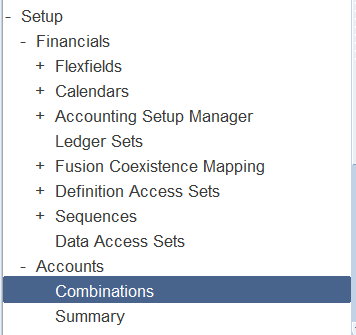 - Setup
- Financials
+ Flexfields
+ Calendars
+ Accounting Setup Manager
Ledger Sets
+ Fusion Coexistence Mapping
+ Definition Access Sets
+ Sequences
Data Access Sets
- Accounts
Combinations
Summary